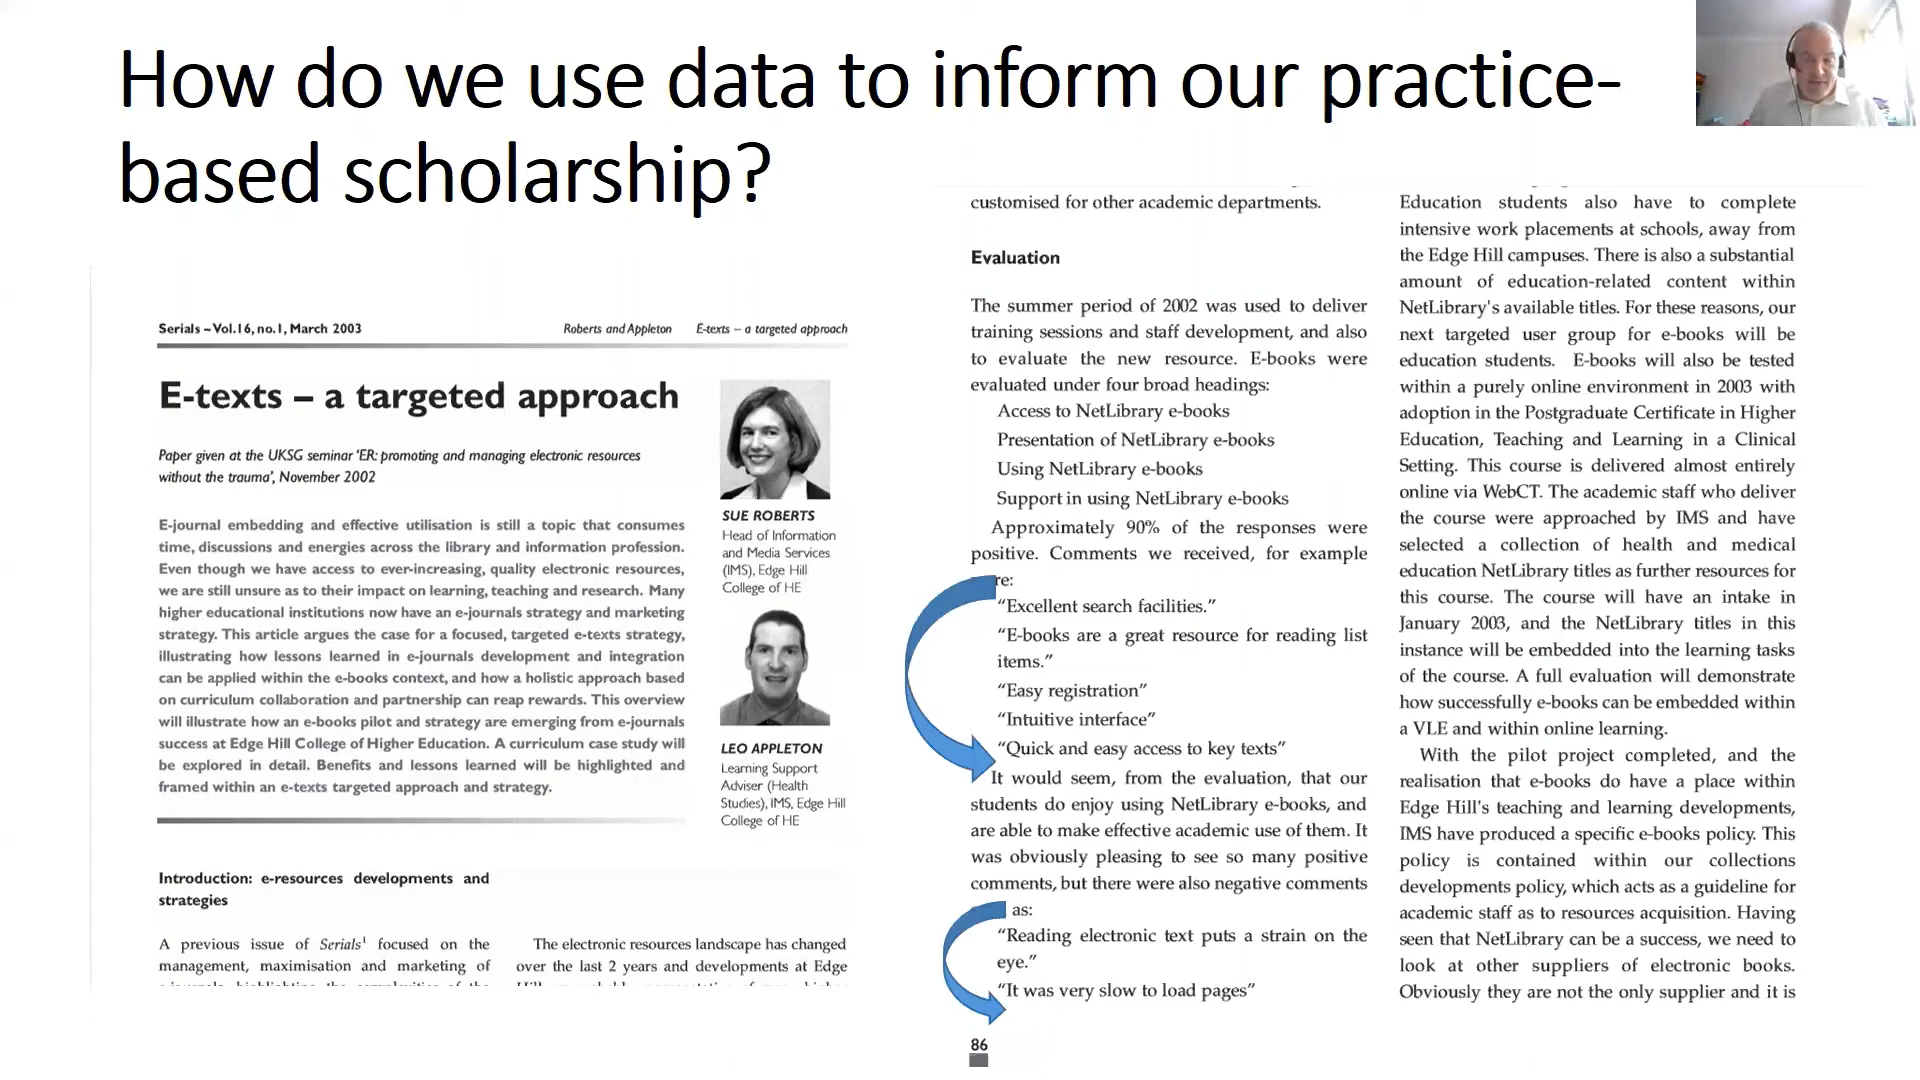 How do we use data to inform our practice-
based scholarship?
Serials – Vol.16, no.1, March 2003 Roberts and Appleton E-texts – a targeted approach
E-texts – a targeted approach
Paper given at the UKSG seminar ‘ER: promoting and managing electronic resources
without the trauma’, November 2002
E-journal embedding and effective utilisation is still a topic that consumes
time, discussions and energies across the library and information profession.
Even though we have access to ever-increasing, quality electronic resources,
we are still unsure as to their impact on learning, teaching and research. Many
higher educational institutions now have an e-journals strategy and marketing
strategy. This article argues the case for a focused, targeted e-texts strategy,
illustrating how lessons learned in e-journals development and integration
can be applied within the e-books context, and how a holistic approach based
on curriculum collaboration and partnership can reap rewards. This overview
will illustrate how an e-books pilot and strategy are emerging from e-journals
success at Edge Hill College of Higher Education. A curriculum case study will
be explored in detail. Benefits and lessons learned will be highlighted and
framed within an e-texts targeted approach and strategy.
SUE ROBERTS
Head of Information
and Media Services
(IMS), Edge Hill
College of HE
LEO APPLETON
Learning Support
Adviser (Health
Studies), IMS, Edge Hill
College of HE
Introduction: e-resources developments and
strategies
A previous issue of Serials1 focused on the
management, maximisation and marketing of
The electronic resources landscape has changed
over the last 2 years and developments at Edge
customised for other academic departments.
Evaluation
The summer period of 2002 was used to deliver
training sessions and staff development, and also
to evaluate the new resource. E-books were
evaluated under four broad headings:
Access to NetLibrary e-books
Presentation of NetLibrary e-books
Using NetLibrary e-books
Support in using NetLibrary e-books
Approximately 90% of the responses were
positive. Comments we received, for example
re:
“Excellent search facilities.”
“E-books are a great resource for reading list
items.”
“Easy registration”
“Intuitive interface”
“Quick and easy access to key texts”
It would seem, from the evaluation, that our
students do enjoy using NetLibrary e-books, and
are able to make effective academic use of them. It
was obviously pleasing to see so many positive
comments, but there were also negative comments
as:
“Reading electronic text puts a strain on the
eye.”
“It was very slow to load pages”
86
Education students also have to complete
intensive work placements at schools, away from
the Edge Hill campuses. There is also a substantial
amount of education-related content within
NetLibrary's available titles. For these reasons, our
next targeted user group for e-books will be
education students. E-books will also be tested
within a purely online environment in 2003 with
adoption in the Postgraduate Certificate in Higher
Education, Teaching and Learning in a Clinical
Setting. This course is delivered almost entirely
online via WebCT. The academic staff who deliver
the course were approached by IMS and have
selected a collection of health and medical
education NetLibrary titles as further resources for
this course. The course will have an intake in
January 2003, and the NetLibrary titles in this
instance will be embedded into the learning tasks
of the course. A full evaluation will demonstrate
how successfully e-books can be embedded within
a VLE and within online learning.
With the pilot project completed, and the
realisation that e-books do have a place within
Edge Hill's teaching and learning developments,
IMS have produced a specific e-books policy. This
policy is contained within our collections
developments policy, which acts as a guideline for
academic staff as to resources acquisition. Having
seen that NetLibrary can be a success, we need to
look at other suppliers of electronic books.
Obviously they are not the only supplier and it is